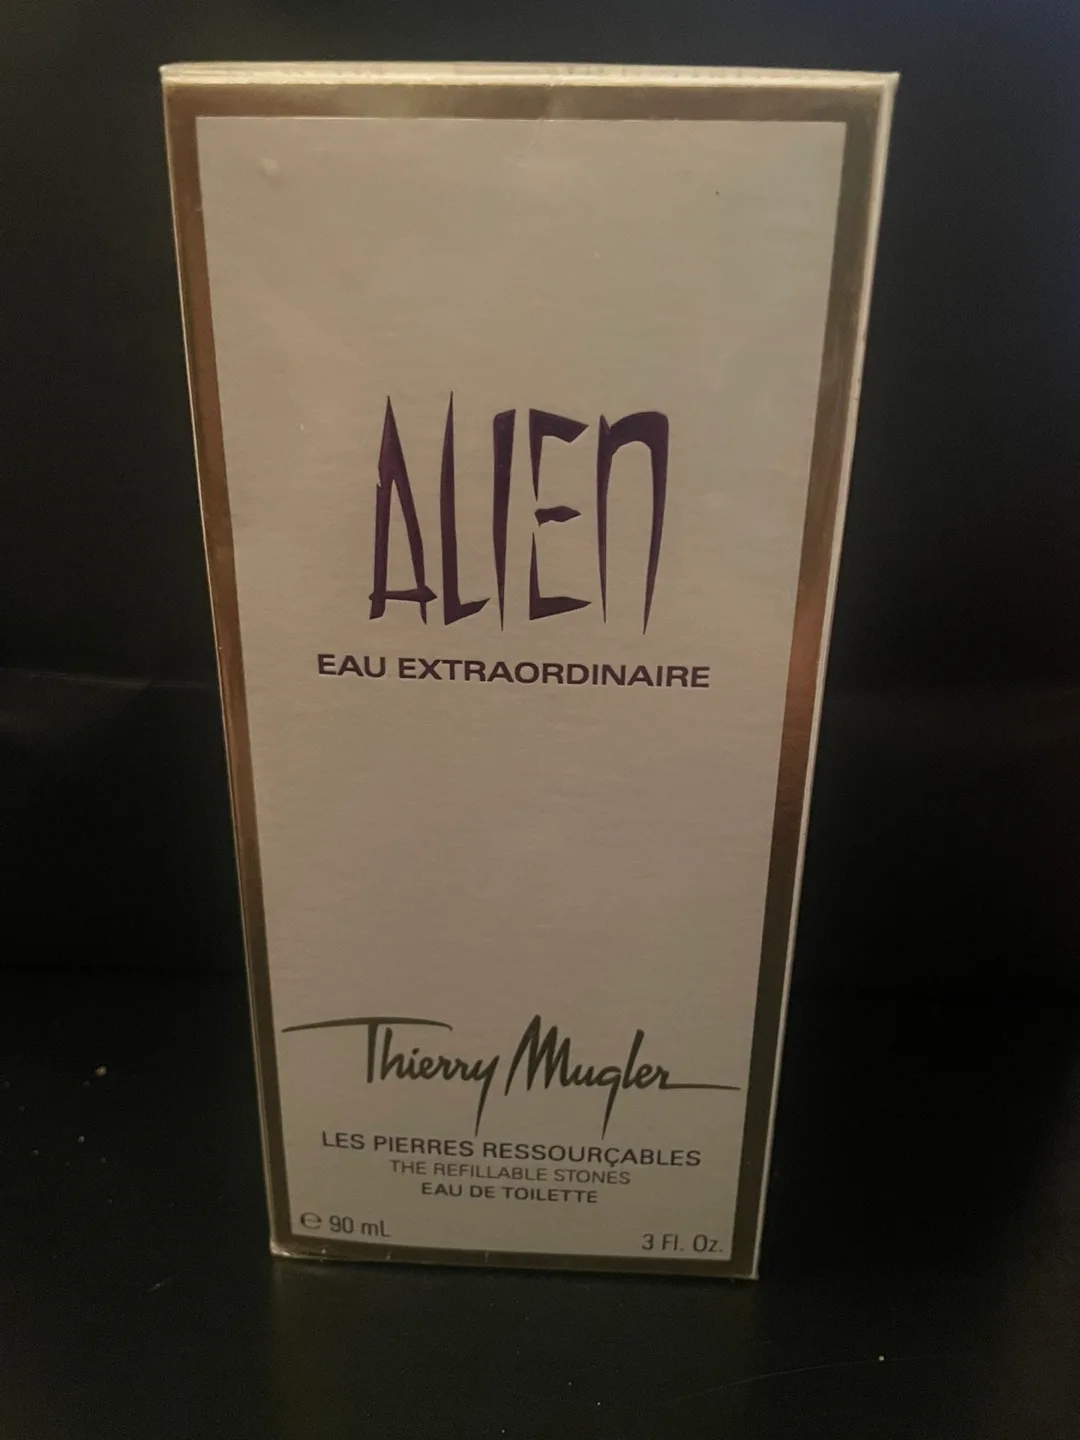 ALIEN
EAU EXTRAORDINAIRE
Thierry Mugler
LES PIERRES RESSOURÇABLES
THE REFILLABLE STONES
EAU DE TOILETTE
℮ 90 mL
3 Fl. Oz.